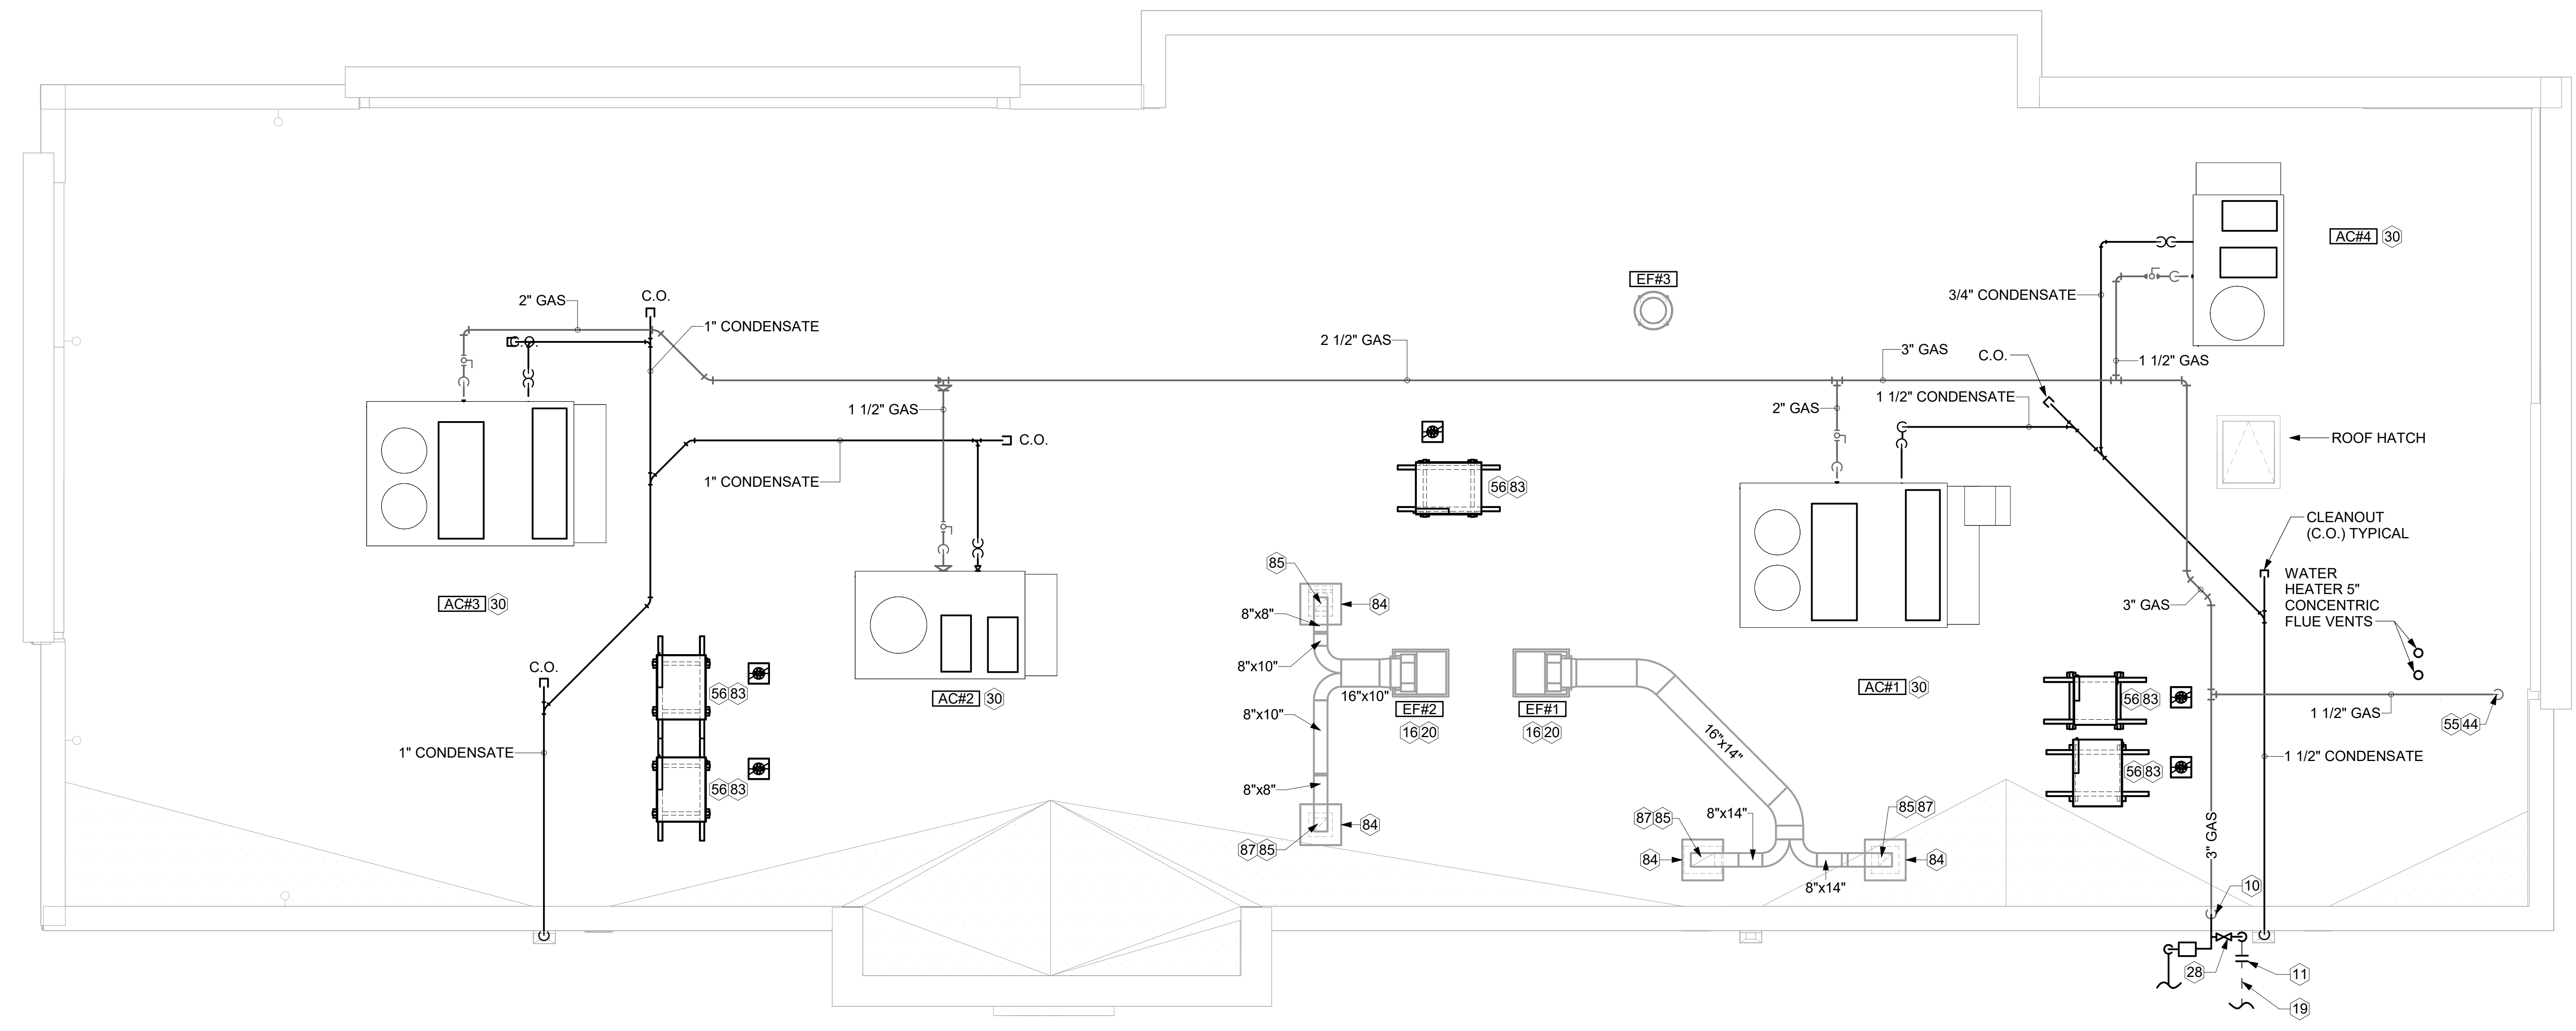 AC#4 30
EF#3
3/4" CONDENSATE
C.O.
2" GAS
1" CONDENSATE
C.O.
2 1/2" GAS
3" GAS
C.O.
1 1/2" GAS
1 1/2" CONDENSATE
1 1/2" GAS
2" GAS
C.O.
ROOF HATCH
1" CONDENSATE
56 83
CLEANOUT
(C.O.) TYPICAL
85
WATER
HEATER 5"
CONCENTRIC
FLUE VENTS
AC#3 30
84
3" GAS
8"x8"
C.O.
8"x10"
56 83
AC#2 30
16"x10"
AC#1 30
56 83
EF#2
EF#1
1 1/2" GAS
8"x10"
55 44
16 20
16 20
16"x14"
1" CONDENSATE
1 1/2" CONDENSATE
56 83
56 83
8"x8"
85 87
87 85
8"x14"
84
3" GAS
87 85
84
84
8"x14"
10
28
11
19